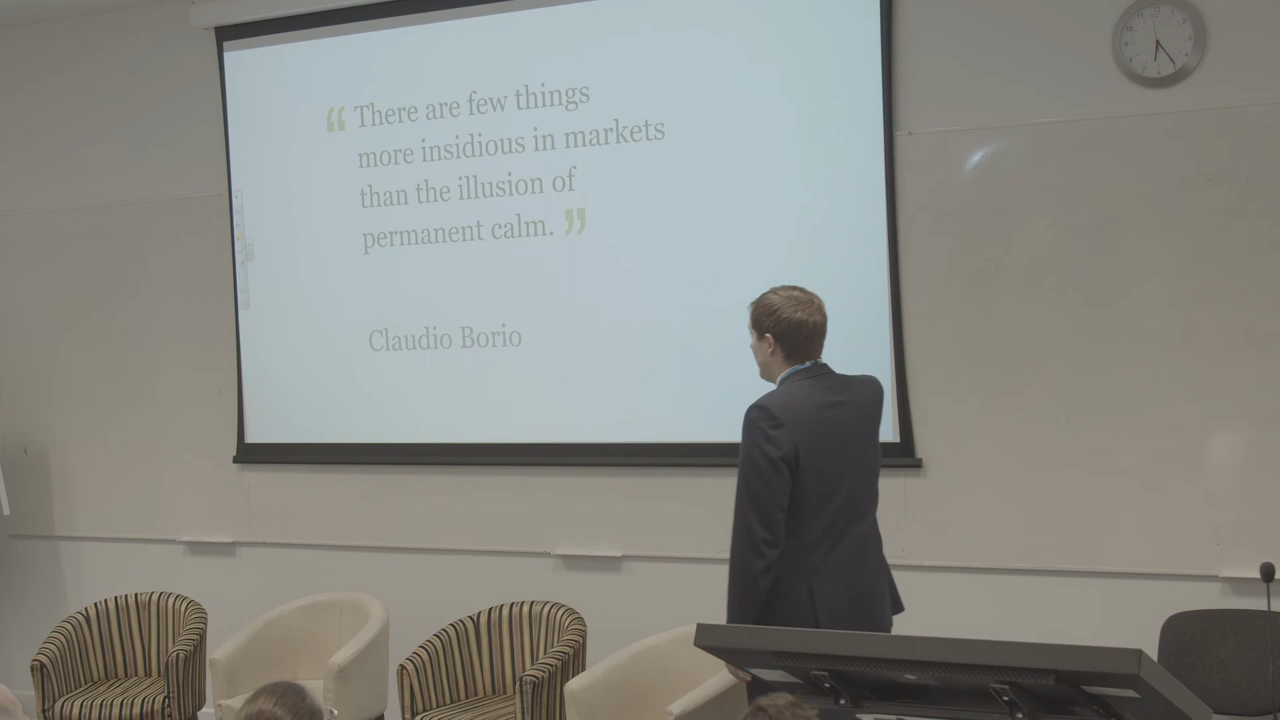 “ There are few things
more insidious in markets
than the illusion of
permanent calm. ”
Claudio Borio